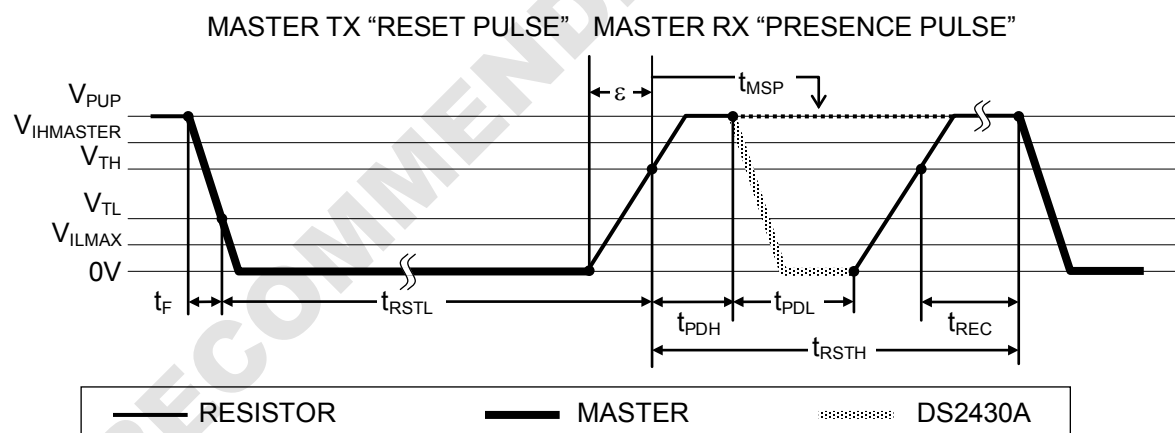 MASTER TX “RESET PULSE” MASTER RX “PRESENCE PULSE”
ε tMSP
VPUP
VIHMASTER
VTH
VTL
VILMAX
0V
tF tRSTL tPDH tPDL tREC
tRSTH
RESISTOR MASTER DS2430A
RECOMMEND